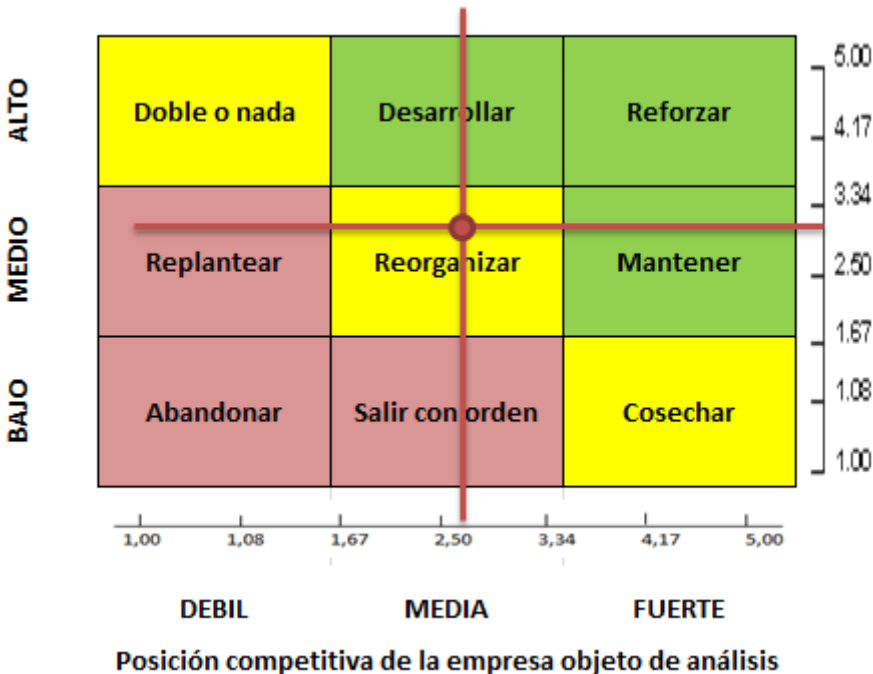 ALTO
Doble o nada
Desarrollar
Reforzar
5.00
4.17
3.34
MEDIO
Replantear
Reorganizar
Mantener
2.50
1.67
BAJO
Abandonar
Salir con orden
Cosechar
1.08
1.00
1,00 1,08 1,67 2,50 3,34 4,17 5,00
DEBIL MEDIA FUERTE
Posición competitiva de la empresa objeto de análisis